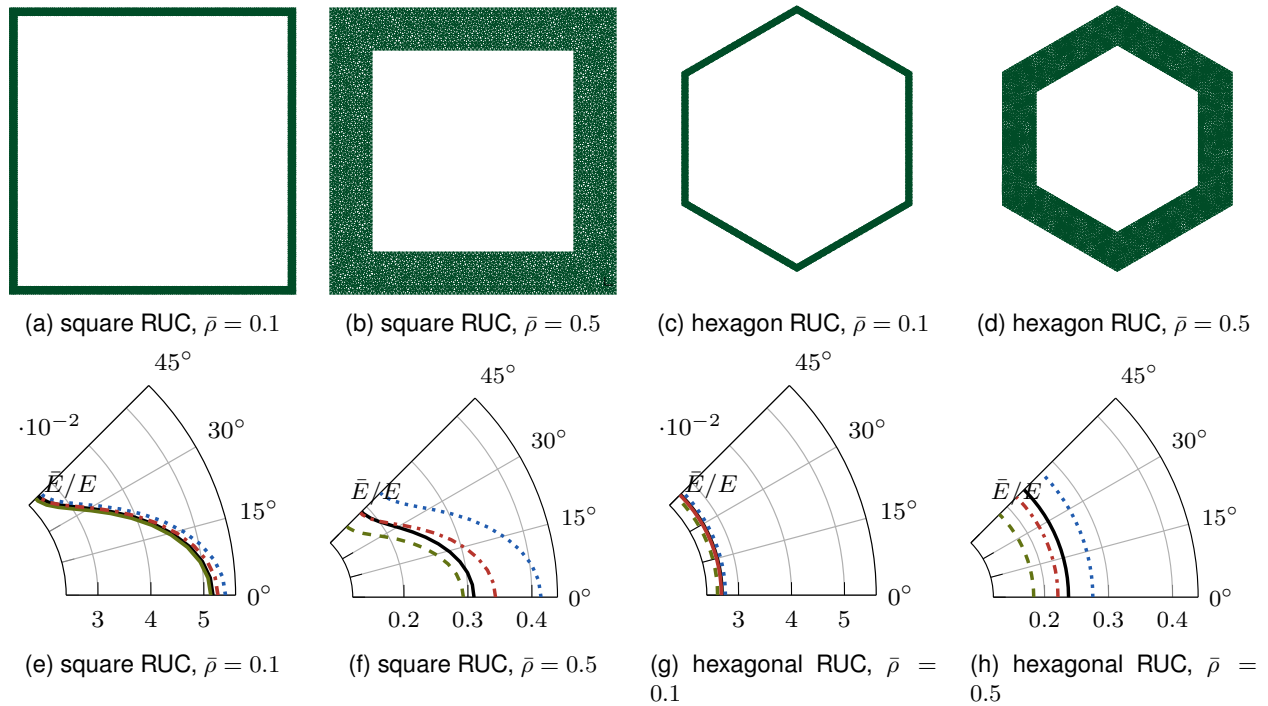 (a) square RUC, ρ̄ = 0.1
(b) square RUC, ρ̄ = 0.5
(c) hexagon RUC, ρ̄ = 0.1
(d) hexagon RUC, ρ̄ = 0.5
45°
30°
15°
0°
·10⁻²
Ē/E
3 4 5
45°
30°
15°
0°
Ē/E
0.2 0.3 0.4
45°
30°
15°
0°
·10⁻²
Ē/E
3 4 5
45°
30°
15°
0°
Ē/E
0.2 0.3 0.4
(e) square RUC, ρ̄ = 0.1
(f) square RUC, ρ̄ = 0.5
(g) hexagonal RUC, ρ̄ =
0.1
(h) hexagonal RUC, ρ̄ =
0.5